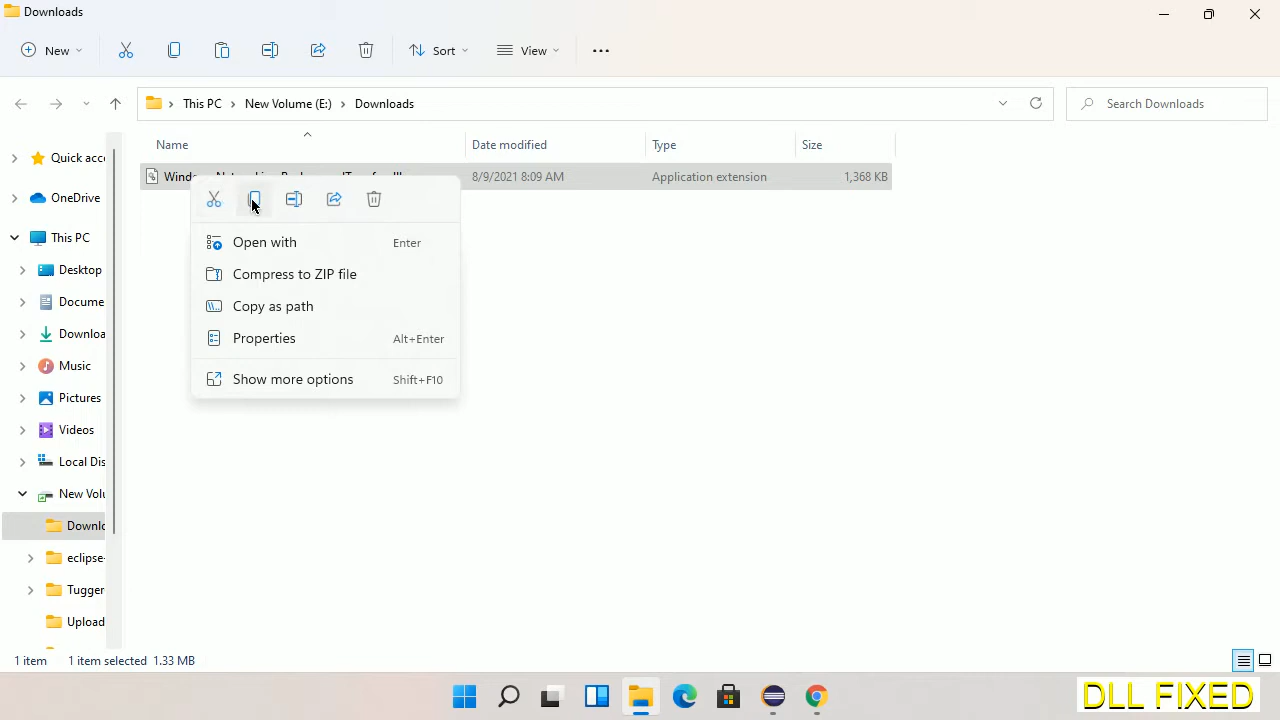 Downloads
New
Sort
View
This PC
New Volume (E:)
Downloads
Search Downloads
Name
Date modified
Type
Size
8/9/2021 8:09 AM
Application extension
1,368 KB
Quick acc
OneDrive
This PC
Desktop
Docume
Downloa
Music
Pictures
Videos
Local Dis
New Volu
Downlo
eclipse-
Tugger
Upload
Open with Enter
Compress to ZIP file
Copy as path
Properties Alt+Enter
Show more options Shift+F10
1 item 1 item selected 1.33 MB
DLL FIXED